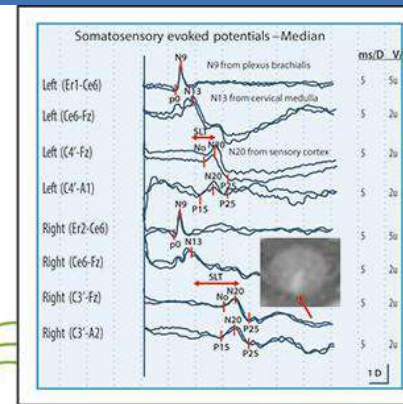 Somatosensory evoked potentials – Median
ms/D V/
N9
N9 from plexus brachialis
Left (Er1-Ce6) 5 5u
p0 N13
N13 from cervical medulla
Left (Ce6-Fz) 5 2u
SLT
No N20
N20 from sensory cortex
Left (C4'-Fz) 5 2u
N20 P25
Left (C4'-A1) 5 2u
P15 P25
N9
Right (Er2-Ce6) 5 5u
p0 N13
Right (Ce6-Fz) 5 2u
SLT
No N20
Right (C3'-Fz) 5 2u
N20 P25
Right (C3'-A2) 5 2u
P15 P25
1 D